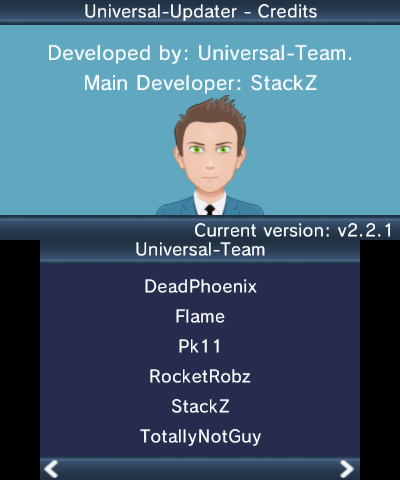 Universal-Updater - Credits
Developed by: Universal-Team.
Main Developer: StackZ
Current version: v2.2.1
Universal-Team
DeadPhoenix
Flame
Pk11
RocketRobz
StackZ
TotallyNotGuy